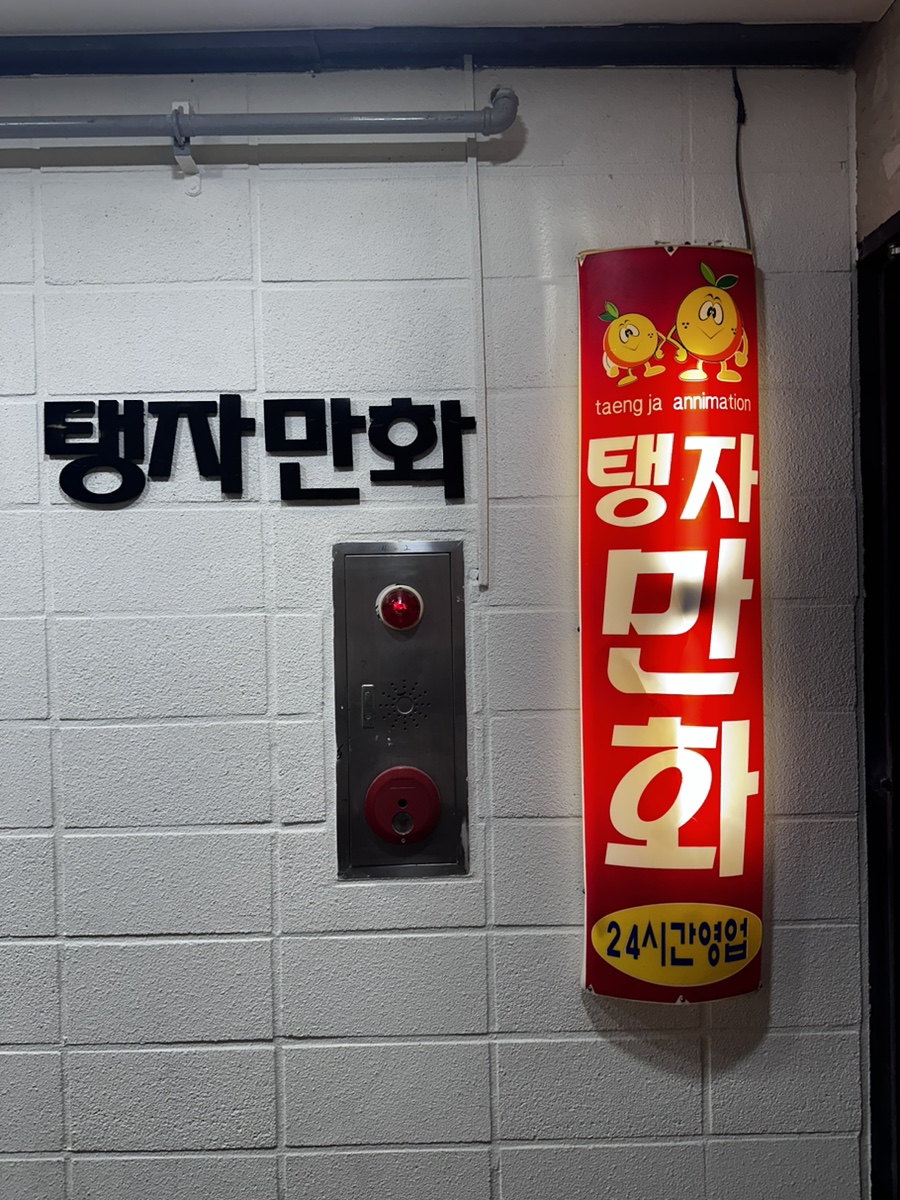 탱자만화
taeng ja annimation
탱자
만
화
24시간영업